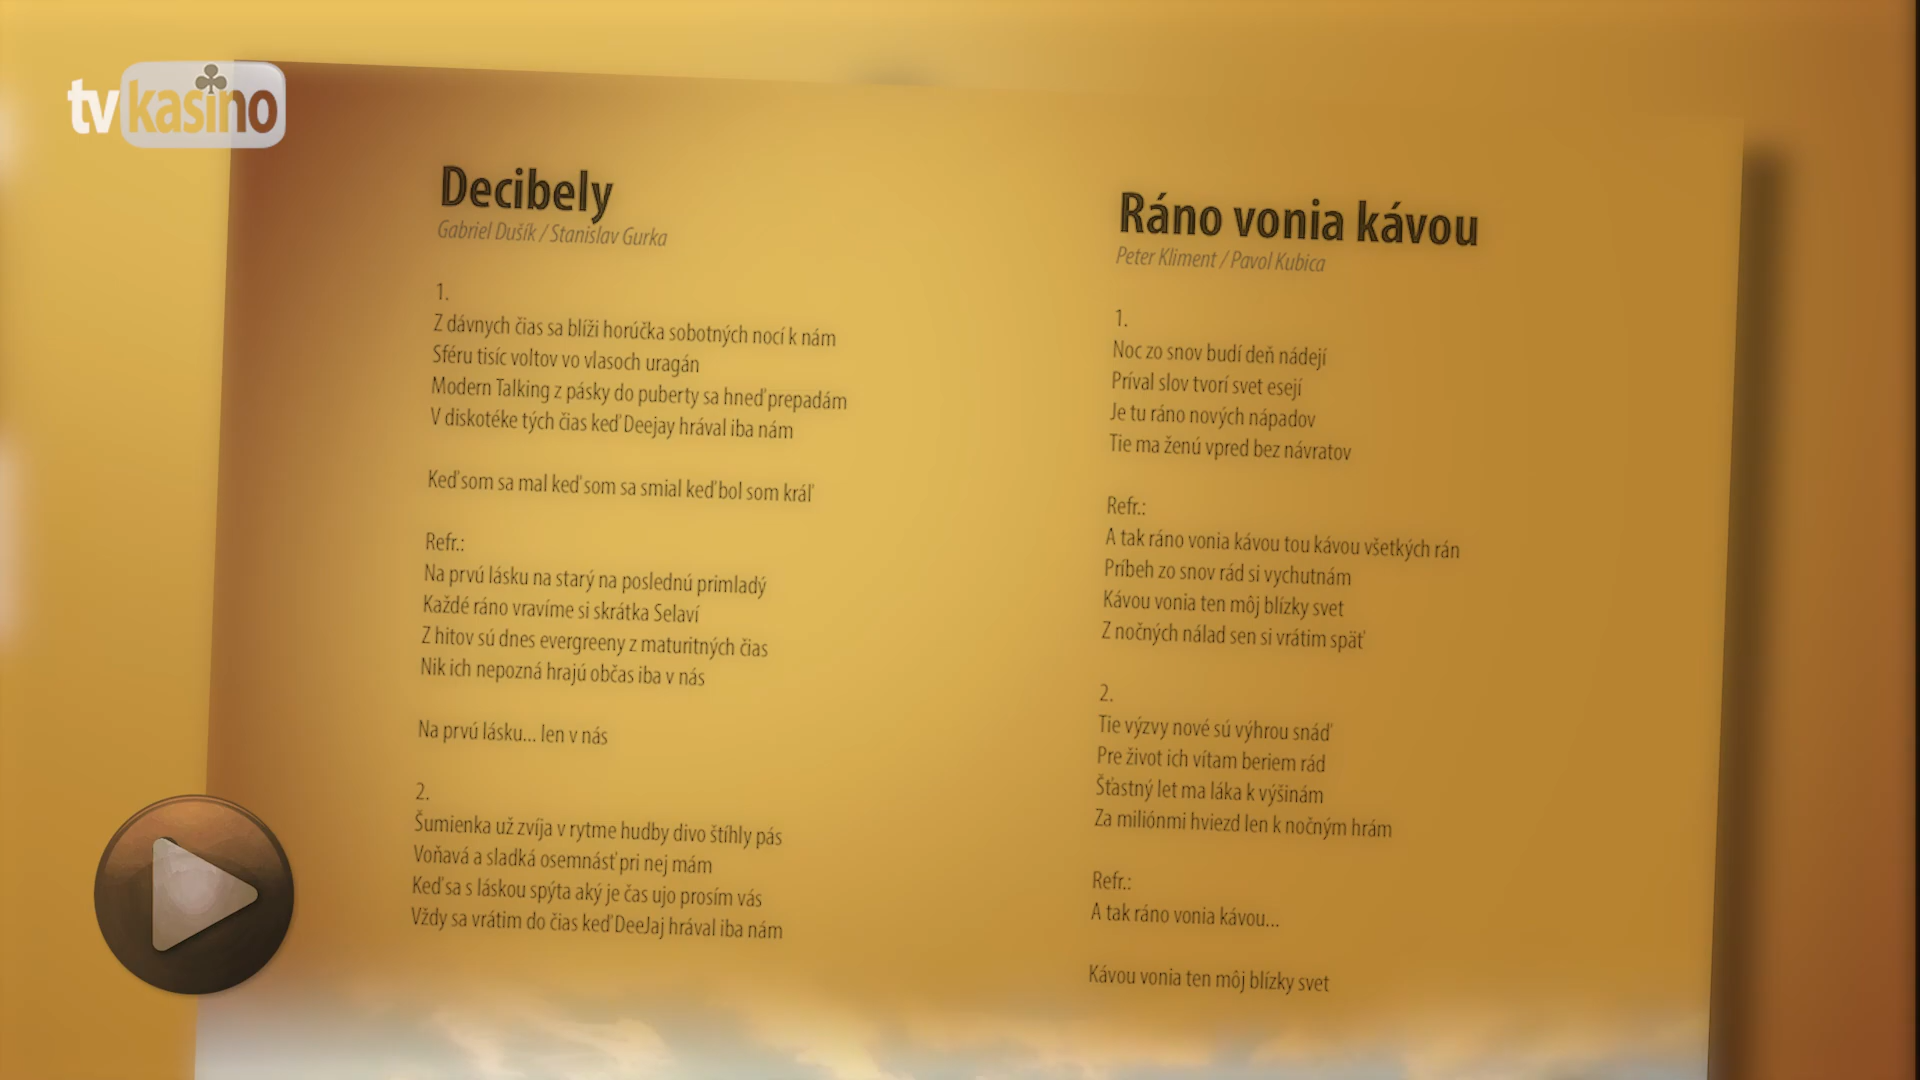 tvkasino
Decibely
Gabriel Dušík / Stanislav Gurka
1.
Z dávnych čias sa blíži horúčka sobotných nocí k nám
Sféru tisíc voltov vo vlasoch uragán
Modern Talking z pásky do puberty sa hneď prepadám
V diskotéke tých čias keď Deejay hrával iba nám
Keď som sa mal keď som sa smial keď bol som kráľ
Refr.:
Na prvú lásku na starý na poslednú primladý
Každé ráno vravíme si skrátka Selaví
Z hitov sú dnes evergreeny z maturitných čias
Nik ich nepozná hrajú občas iba v nás
Na prvú lásku... len v nás
2.
Šumienka už zvíja v rytme hudby divo štíhly pás
Voňavá a sladká osemnásť pri nej mám
Keď sa s láskou spýta aký je čas ujo prosím vás
Vždy sa vrátim do čias keď DeeJaj hrával iba nám
Ráno vonia kávou
Peter Kliment / Pavol Kubica
1.
Noc zo snov budí deň nádejí
Príval slov tvorí svet esejí
Je tu ráno nových nápadov
Tie ma ženú vpred bez návratov
Refr.:
A tak ráno vonia kávou tou kávou všetkých rán
Príbeh zo snov rád si vychutnám
Kávou vonia ten môj blízky svet
Z nočných nálad sen si vrátim späť
2.
Tie výzvy nové sú výhrou snáď
Pre život ich vítam beriem rád
Šťastný let ma láka k výšinám
Za miliónmi hviezd len k nočným hrám
Refr.:
A tak ráno vonia kávou...
Kávou vonia ten môj blízky svet